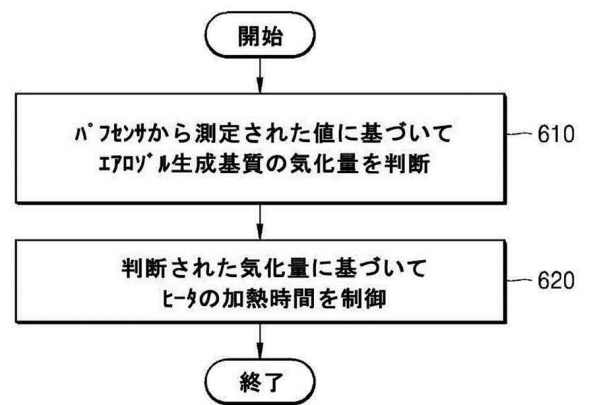 開始
ﾊﾟﾌｾﾝｻから測定された値に基づいて
ｴｱﾛｿﾞﾙ生成基質の気化量を判断
610
判断された気化量に基づいて
ﾋｰﾀの加熱時間を制御
620
終了